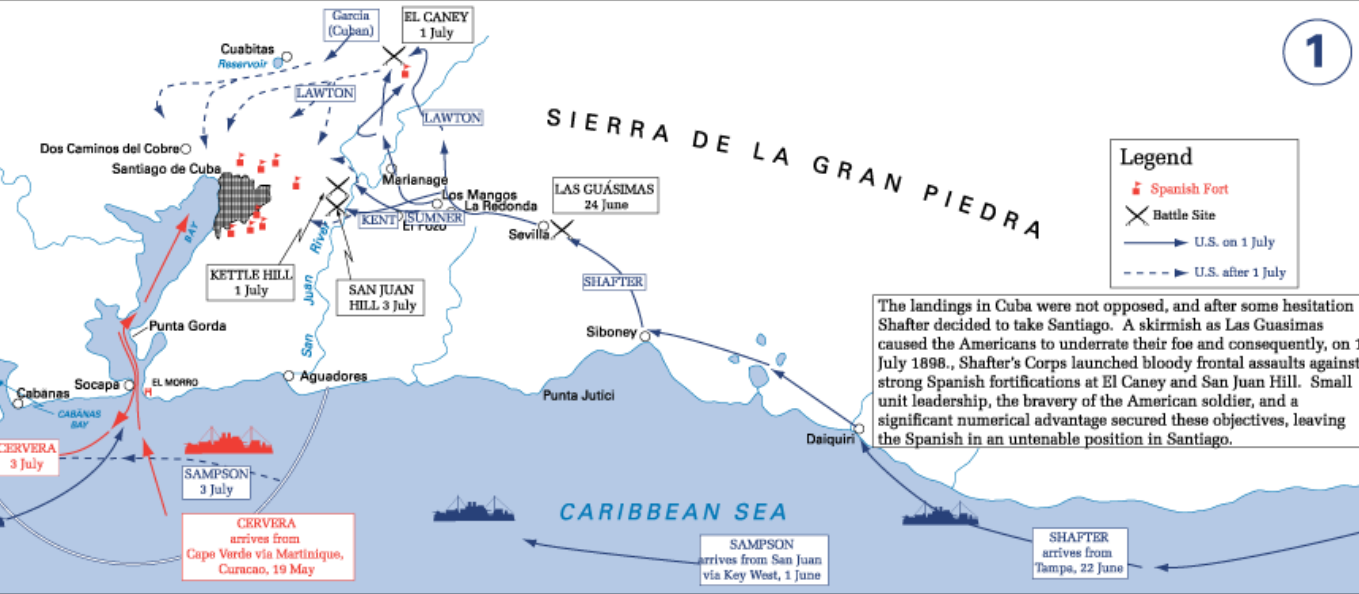 1
García
(Cuban)
EL CANEY
1 July
Cuabitas
Reservoir
LAWTON
LAWTON
SIERRA DE LA GRAN PIEDRA
Dos Caminos del Cobre
Santiago de Cuba
Marianage
Los Mangos
La Redonda
LAS GUÁSIMAS
24 June
KENT
SUMNER
El Pozo
Sevilla
BAY
San Juan River
KETTLE HILL
1 July
SAN JUAN
HILL 3 July
SHAFTER
Legend
Spanish Fort
Battle Site
U.S. on 1 July
U.S. after 1 July
The landings in Cuba were not opposed, and after some hesitation
Shafter decided to take Santiago. A skirmish as Las Guasimas
caused the Americans to underrate their foe and consequently, on 1
July 1898., Shafter's Corps launched bloody frontal assaults against
strong Spanish fortifications at El Caney and San Juan Hill. Small
unit leadership, the bravery of the American soldier, and a
significant numerical advantage secured these objectives, leaving
the Spanish in an untenable position in Santiago.
Punta Gorda
Siboney
Socapa
EL MORRO
Aguadores
Cabãnas
CABÃNAS
BAY
Punta Jutici
Daiquiri
CERVERA
3 July
SAMPSON
3 July
CARIBBEAN SEA
CERVERA
arrives from
Cape Verde via Martinique,
Curacao, 19 May
SAMPSON
arrives from San Juan
via Key West, 1 June
SHAFTER
arrives from
Tampa, 22 June